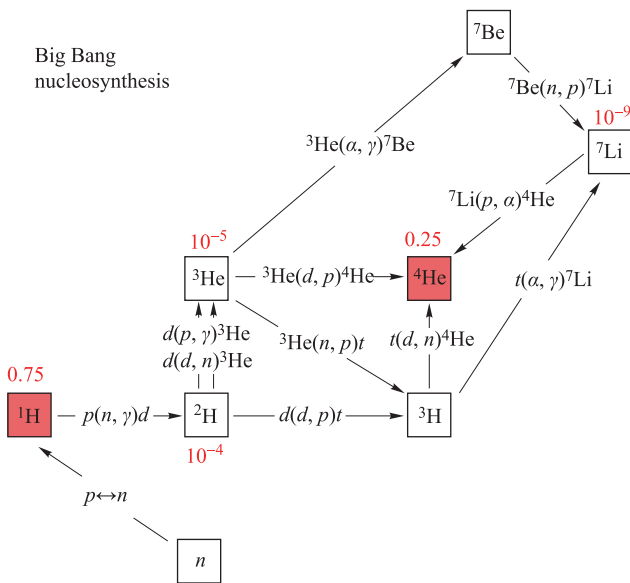 Big Bang
nucleosynthesis
⁷Be
⁷Be(n, p)⁷Li
10⁻⁹
⁷Li
³He(α, γ)⁷Be
⁷Li(p, α)⁴He
10⁻⁵
0.25
³He
³He(d, p)⁴He
⁴He
t(α, γ)⁷Li
d(p, γ)³He
d(d, n)³He
³He(n, p)t
t(d, n)⁴He
0.75
¹H
p(n, γ)d
²H
d(d, p)t
³H
10⁻⁴
p↔n
n